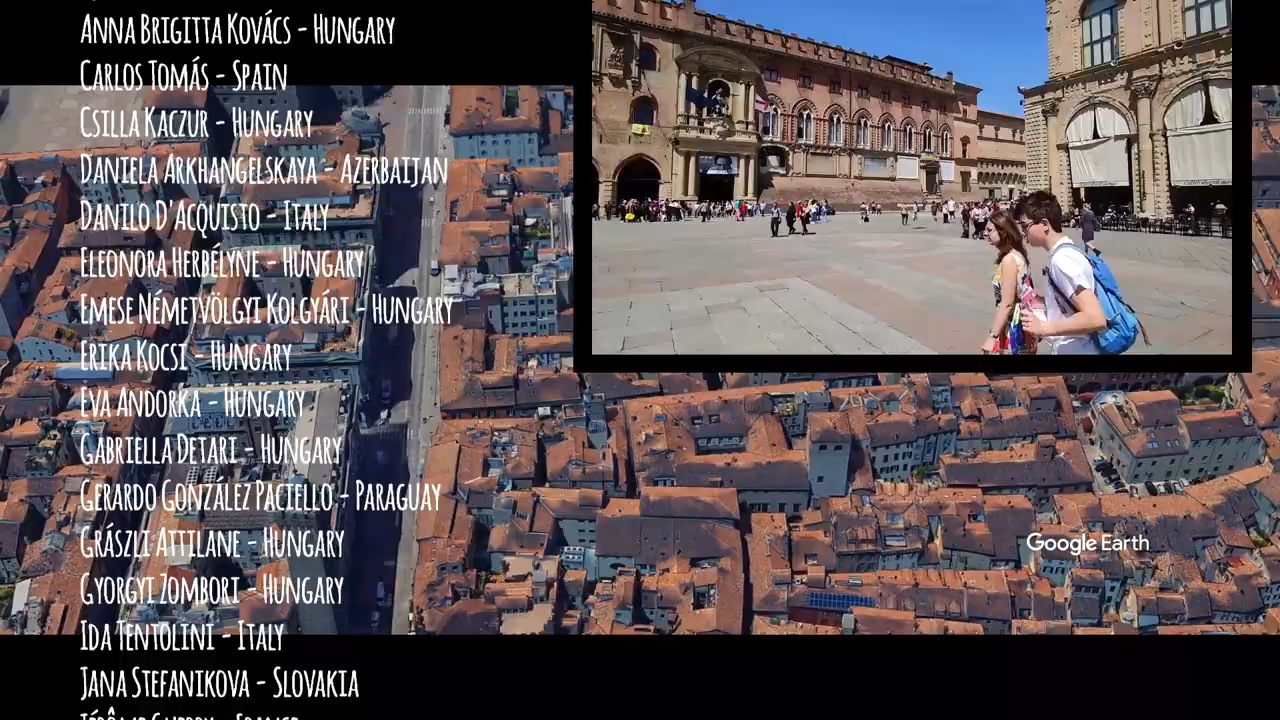 Anna Brigitta Kovács - Hungary
Carlos Tomás - Spain
Csilla Kaczur - Hungary
Daniela Arkhangelskaya - Azerbaijan
Danilo D'Acquisto - Italy
Eleonora Herbélyne - Hungary
Emese Németvölgyi Kolgyári - Hungary
Erika Kocsi - Hungary
Eva Andorka - Hungary
Gabriella Detari - Hungary
Gerardo González Paciello - Paraguay
Grászli Attilane - Hungary
Gyorgyi Zombori - Hungary
Ida Tentolini - Italy
Jana Stefanikova - Slovakia
Google Earth